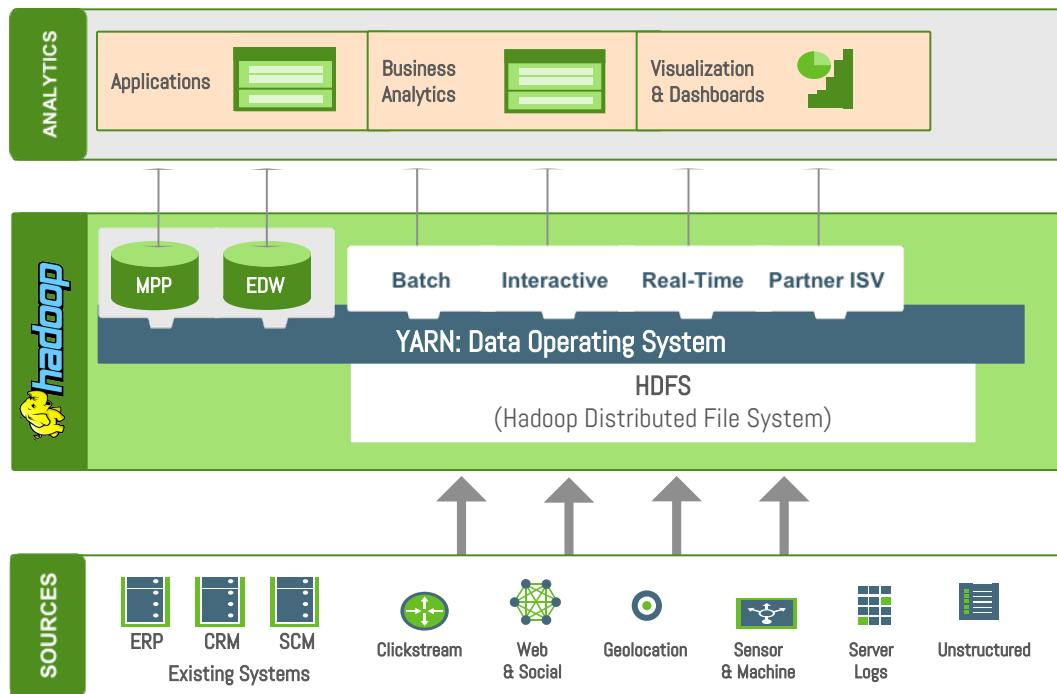 ANALYTICS
Applications
Business
Analytics
Visualization
& Dashboards
hadoop
MPP
EDW
Batch
Interactive
Real-Time
Partner ISV
YARN: Data Operating System
HDFS
(Hadoop Distributed File System)
SOURCES
ERP
CRM
SCM
Existing Systems
Clickstream
Web
& Social
Geolocation
Sensor
& Machine
Server
Logs
Unstructured